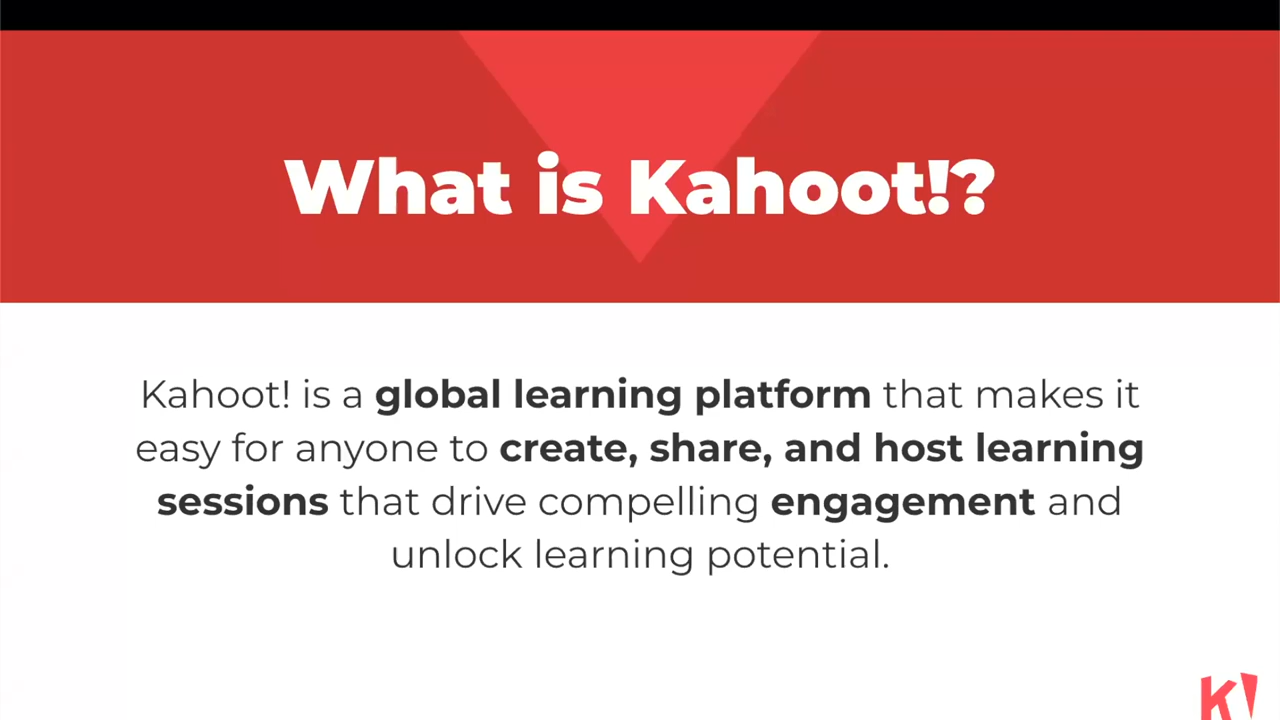 What is Kahoot!?
Kahoot! is a global learning platform that makes it
easy for anyone to create, share, and host learning
sessions that drive compelling engagement and
unlock learning potential.
K!